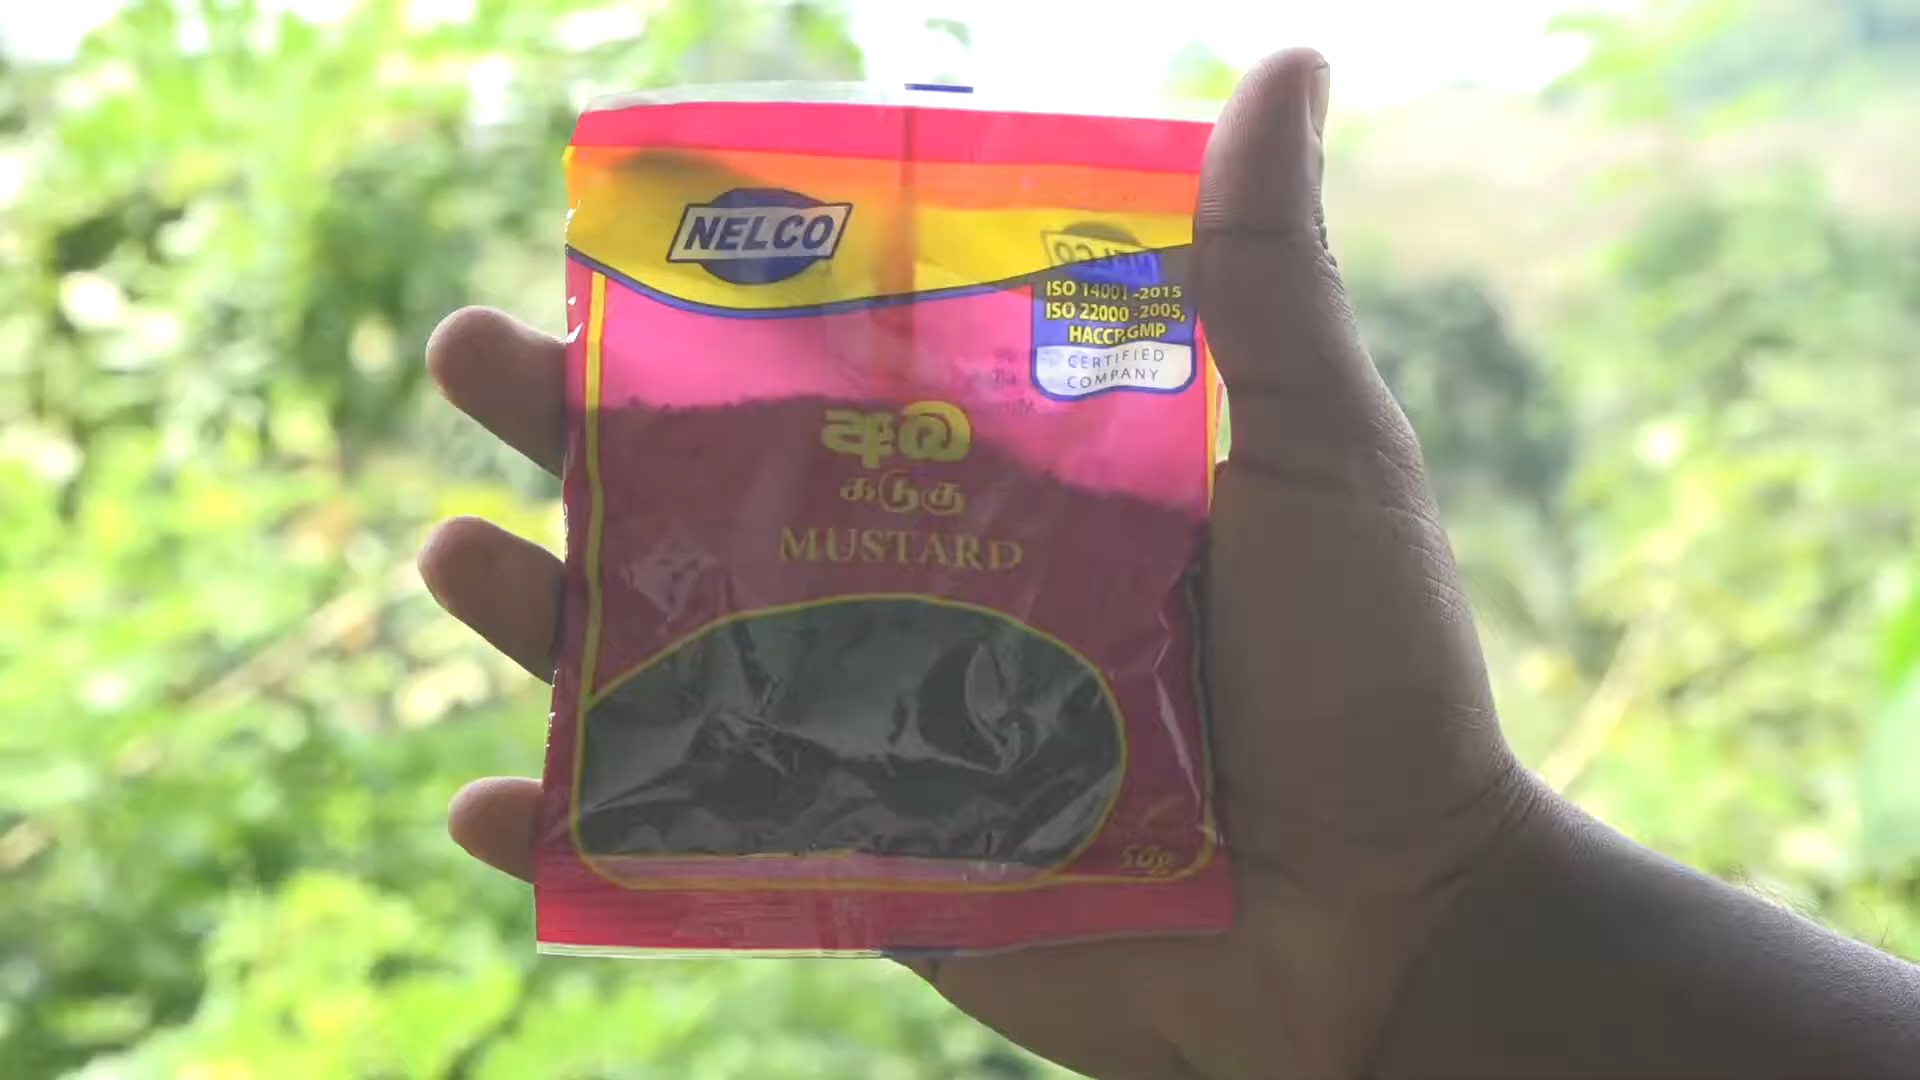 NELCO
ISO 14001 -2015
ISO 22000 -2005,
HACCP,GMP
CERTIFIED
COMPANY
අබ
கடுகு
MUSTARD
50g